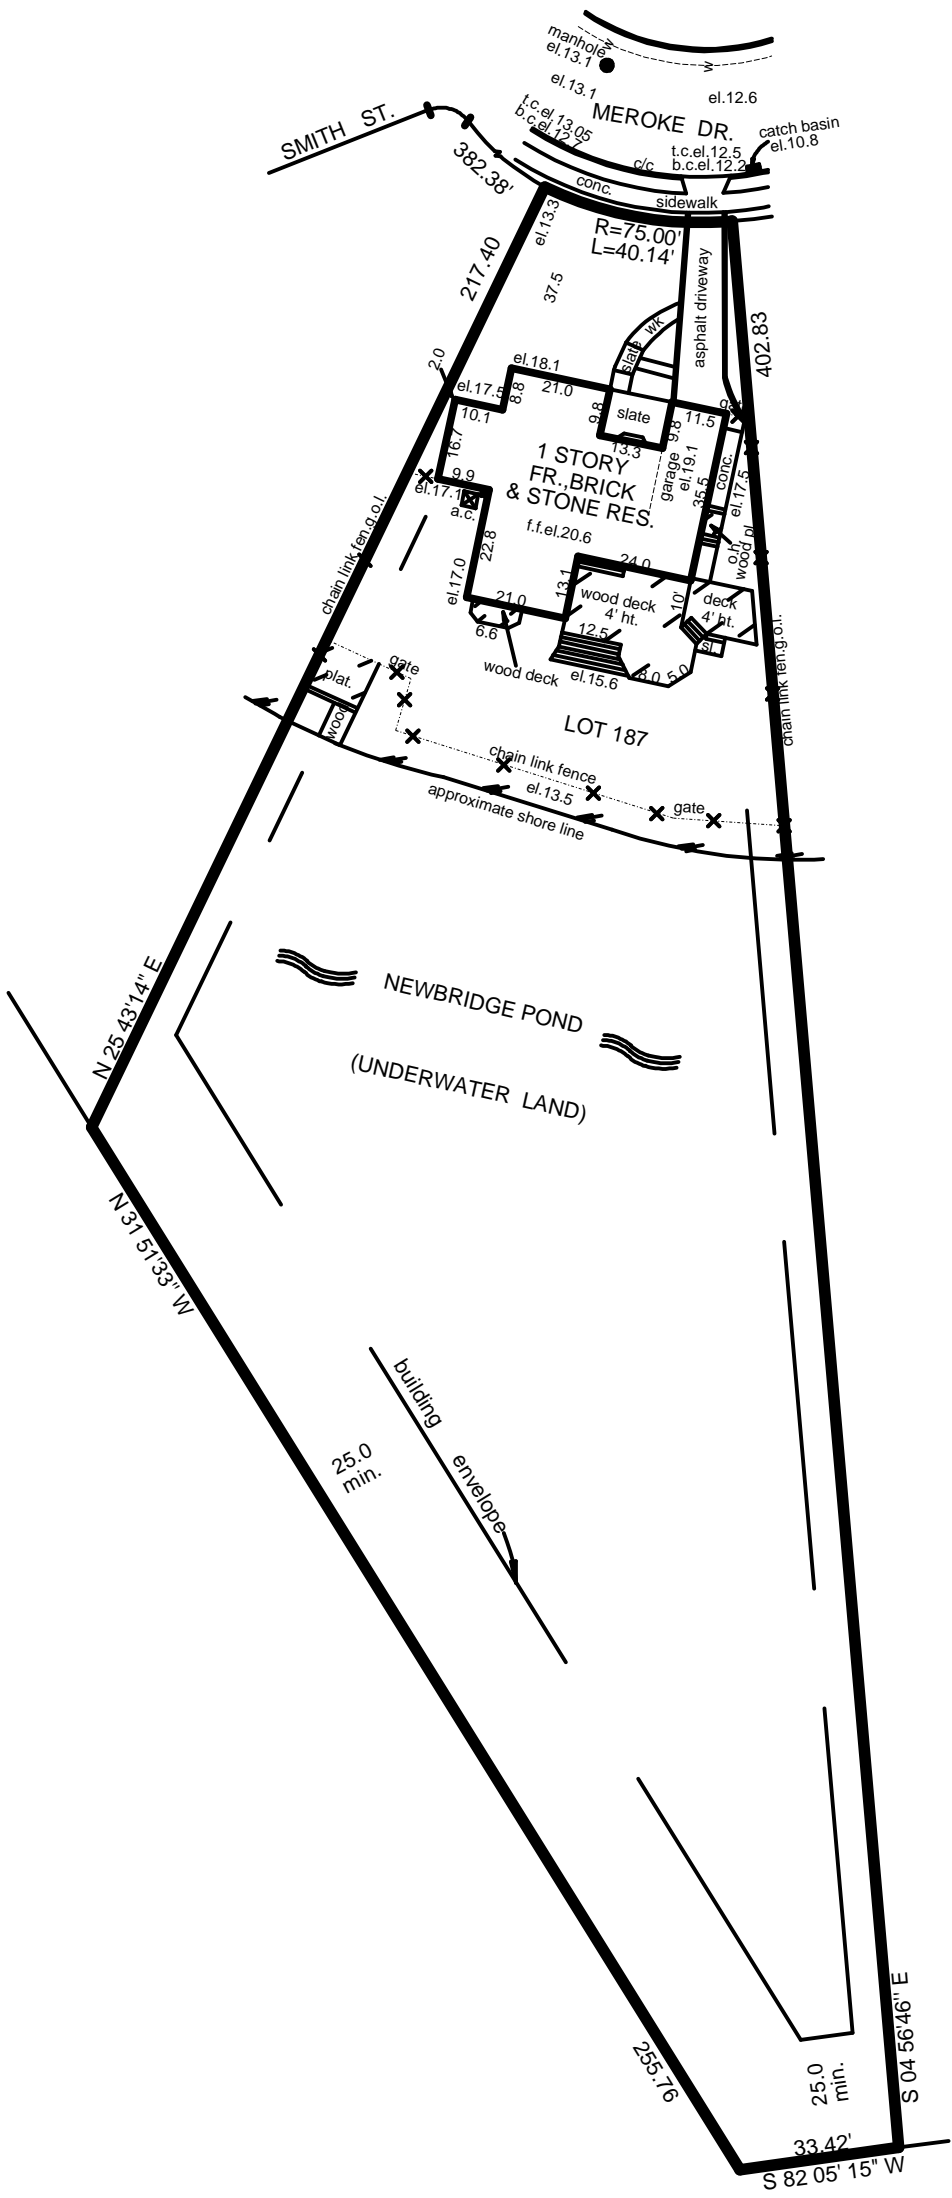 manhole
el.13.1
w
w
el.13.1
el.12.6
t.c.el.13.05
b.c.el.12.7
MEROKE DR.
catch basin
el.10.8
SMITH ST.
382.38'
c/c
t.c.el.12.5
b.c.el.12.2
conc.
sidewalk
el.13.3
R=75.00'
L=40.14'
217.40
37.5
asphalt driveway
402.83
wk
slate
2.0
el.18.1
el.17.5
8.8
21.0
10.1
9.8
slate
9.8
11.5
13.3
16.7
1 STORY
FR.,BRICK
& STONE RES.
garage
el.19.1
35.5
conc.
el.17.5
9.9
el.17.1
a.c.
f.f.el.20.6
o.h.
wood pl.
22.8
24.0
chain link fen.g.o.l.
el.17.0
13.1
21.0
wood deck
4' ht.
10'
deck
4' ht.
6.6
12.5
sl.
wood deck
el.15.6
8.0
5.0
gate
plat.
wood
chain link fen.g.o.l.
LOT 187
chain link fence
el.13.5
gate
approximate shore line
NEWBRIDGE POND
(UNDERWATER LAND)
N 25 43'14" E
N 31 51'33" W
building
envelope
25.0
min.
255.76
25.0
min.
S 04 56'46" E
33.42'
S 82 05' 15" W